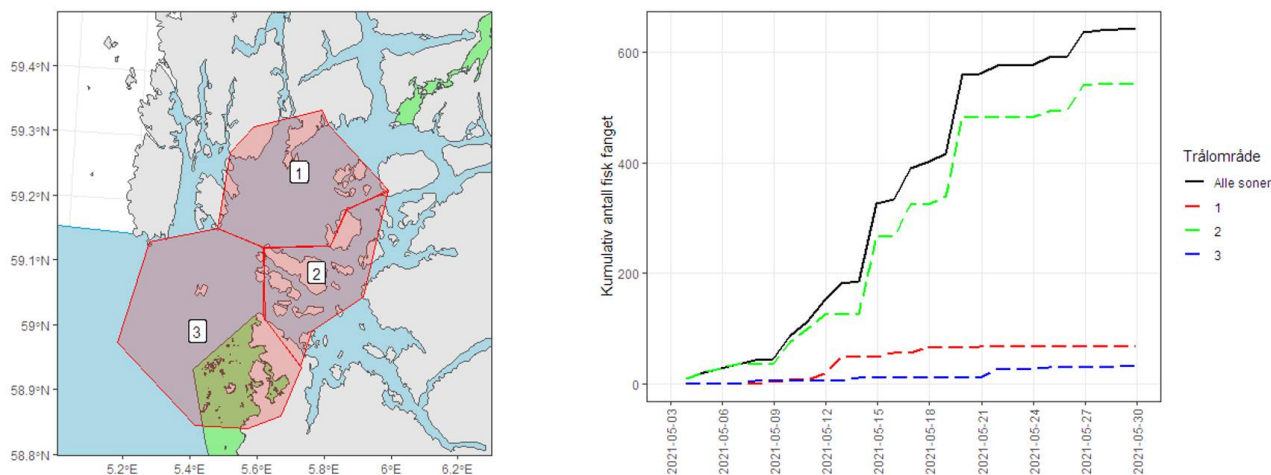 59.4°N
59.3°N
59.2°N
59.1°N
59°N
58.9°N
58.8°N
5.2°E
5.4°E
5.6°E
5.8°E
6°E
6.2°E
1
2
3
Kumulativ antall fisk fanget
600
400
200
0
2021-05-03
2021-05-06
2021-05-09
2021-05-12
2021-05-15
2021-05-18
2021-05-21
2021-05-24
2021-05-27
2021-05-30
Trålområde
Alle soner
1
2
3